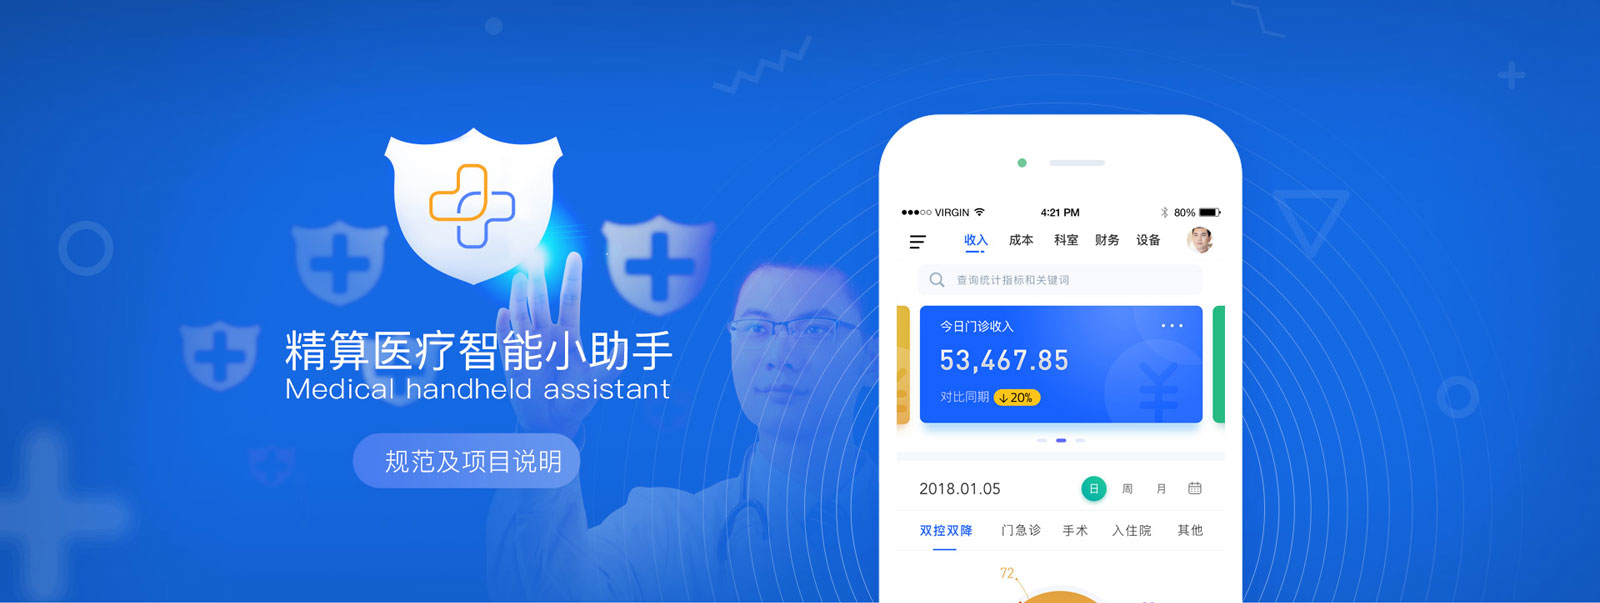 精算医疗智能小助手
Medical handheld assistant
规范及项目说明
VIRGIN 4:21 PM 80%
收入 成本 科室 财务 设备
查询统计指标和关键词
今日门诊收入
53,467.85
对比同期 ↓20%
2018.01.05 日 周 月
双控双降 门急诊 手术 入住院 其他
72